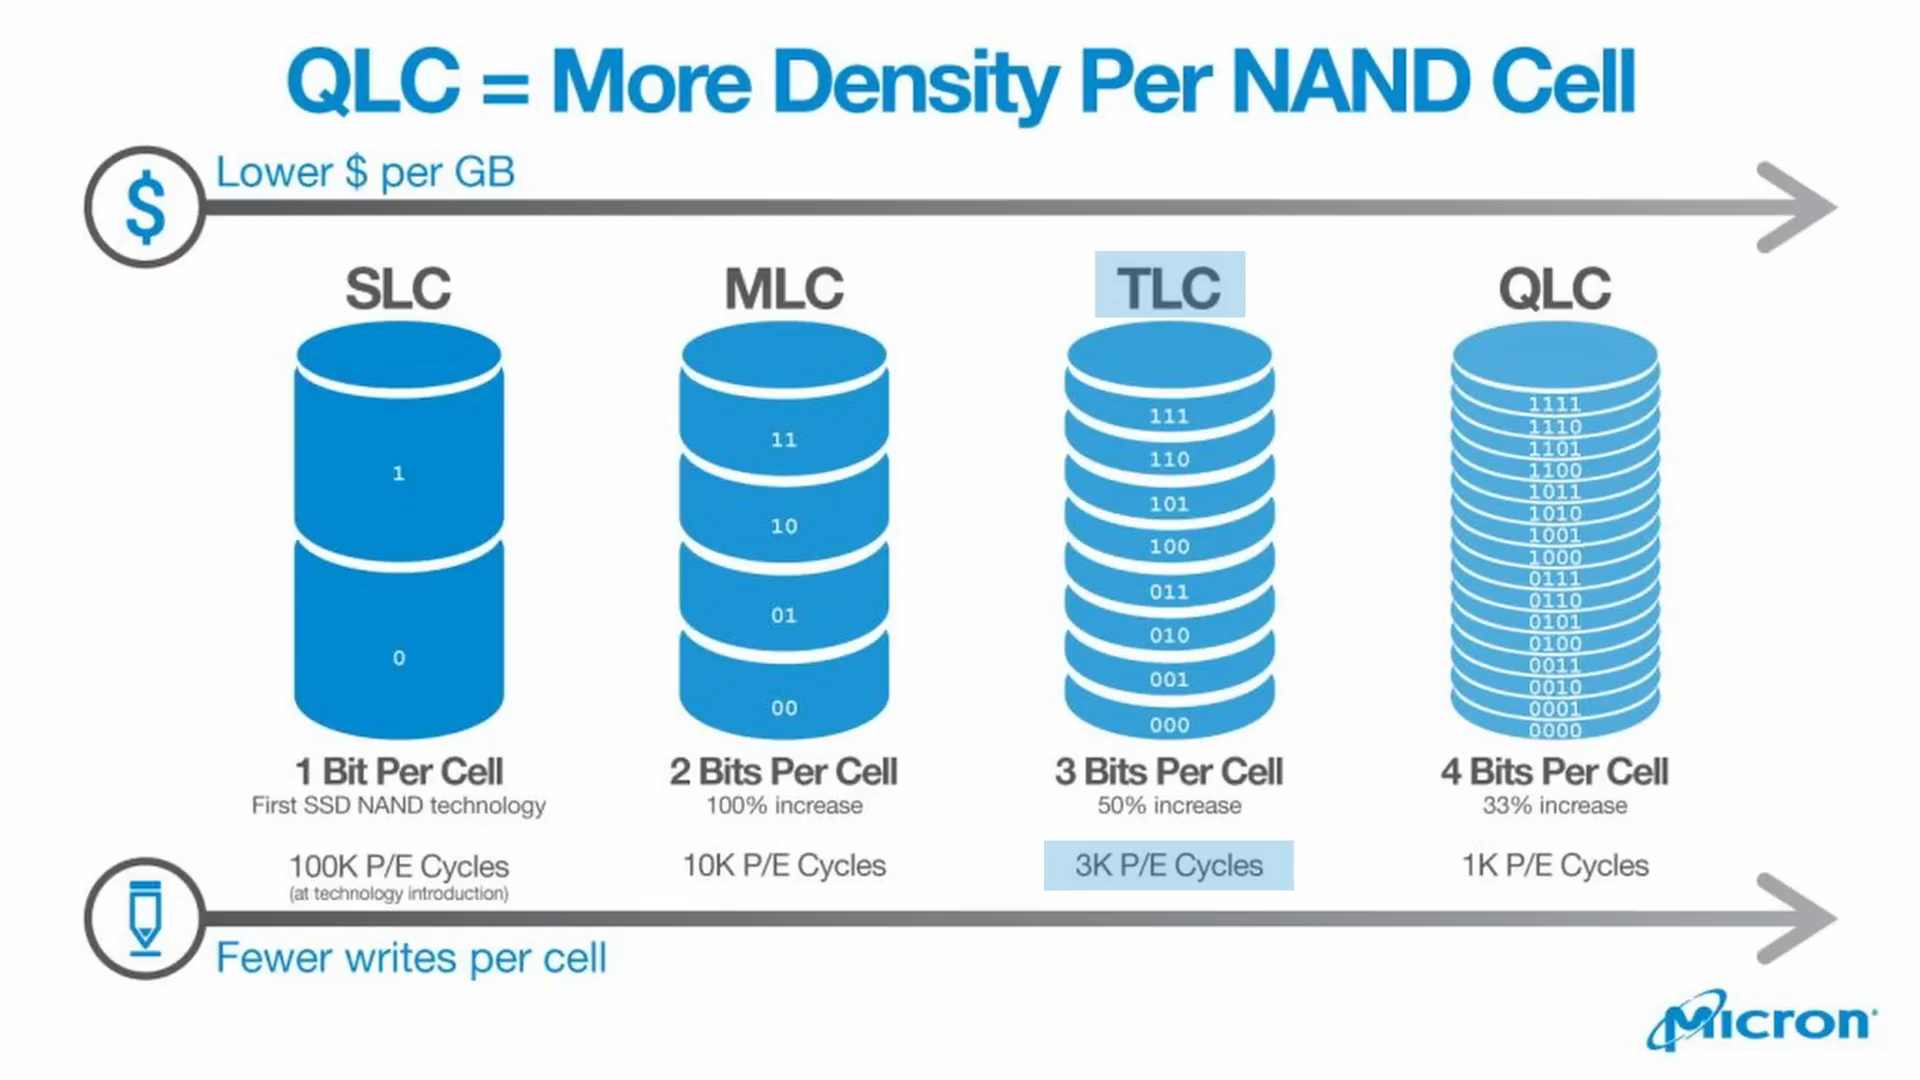 QLC = More Density Per NAND Cell
$
Lower $ per GB
SLC
MLC
TLC
QLC
1
0
11
10
01
00
111
110
101
100
011
010
001
000
1111
1110
1101
1100
1011
1010
1001
1000
0111
0110
0101
0100
0011
0010
0001
0000
1 Bit Per Cell
First SSD NAND technology
2 Bits Per Cell
100% increase
3 Bits Per Cell
50% increase
4 Bits Per Cell
33% increase
100K P/E Cycles
(at technology introduction)
10K P/E Cycles
3K P/E Cycles
1K P/E Cycles
Fewer writes per cell
Micron